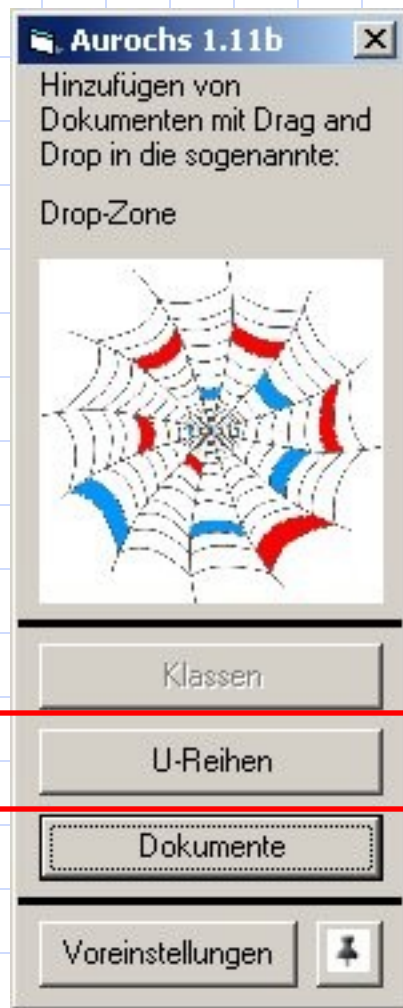 Aurochs 1.11b
Hinzufügen von
Dokumenten mit Drag and
Drop in die sogenannte:
Drop-Zone
Klassen
U-Reihen
Dokumente
Voreinstellungen